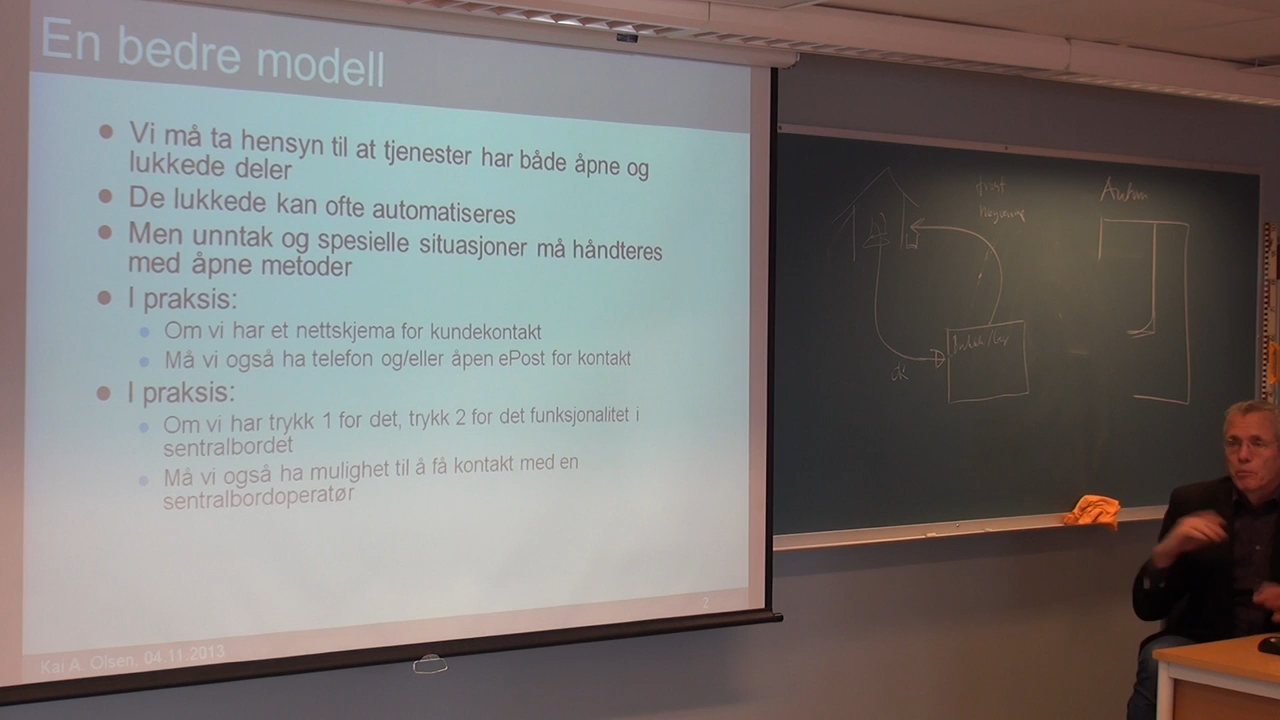 En bedre modell
Vi må ta hensyn til at tjenester har både åpne og
lukkede deler
De lukkede kan ofte automatiseres
Men unntak og spesielle situasjoner må håndteres
med åpne metoder
I praksis:
Om vi har et nettskjema for kundekontakt
Må vi også ha telefon og/eller åpen ePost for kontakt
I praksis:
Om vi har trykk 1 for det, trykk 2 for det funksjonalitet i
sentralbordet
Må vi også ha mulighet til å få kontakt med en
sentralbordoperatør
2
Kai A. Olsen, 04.11.2013
ok